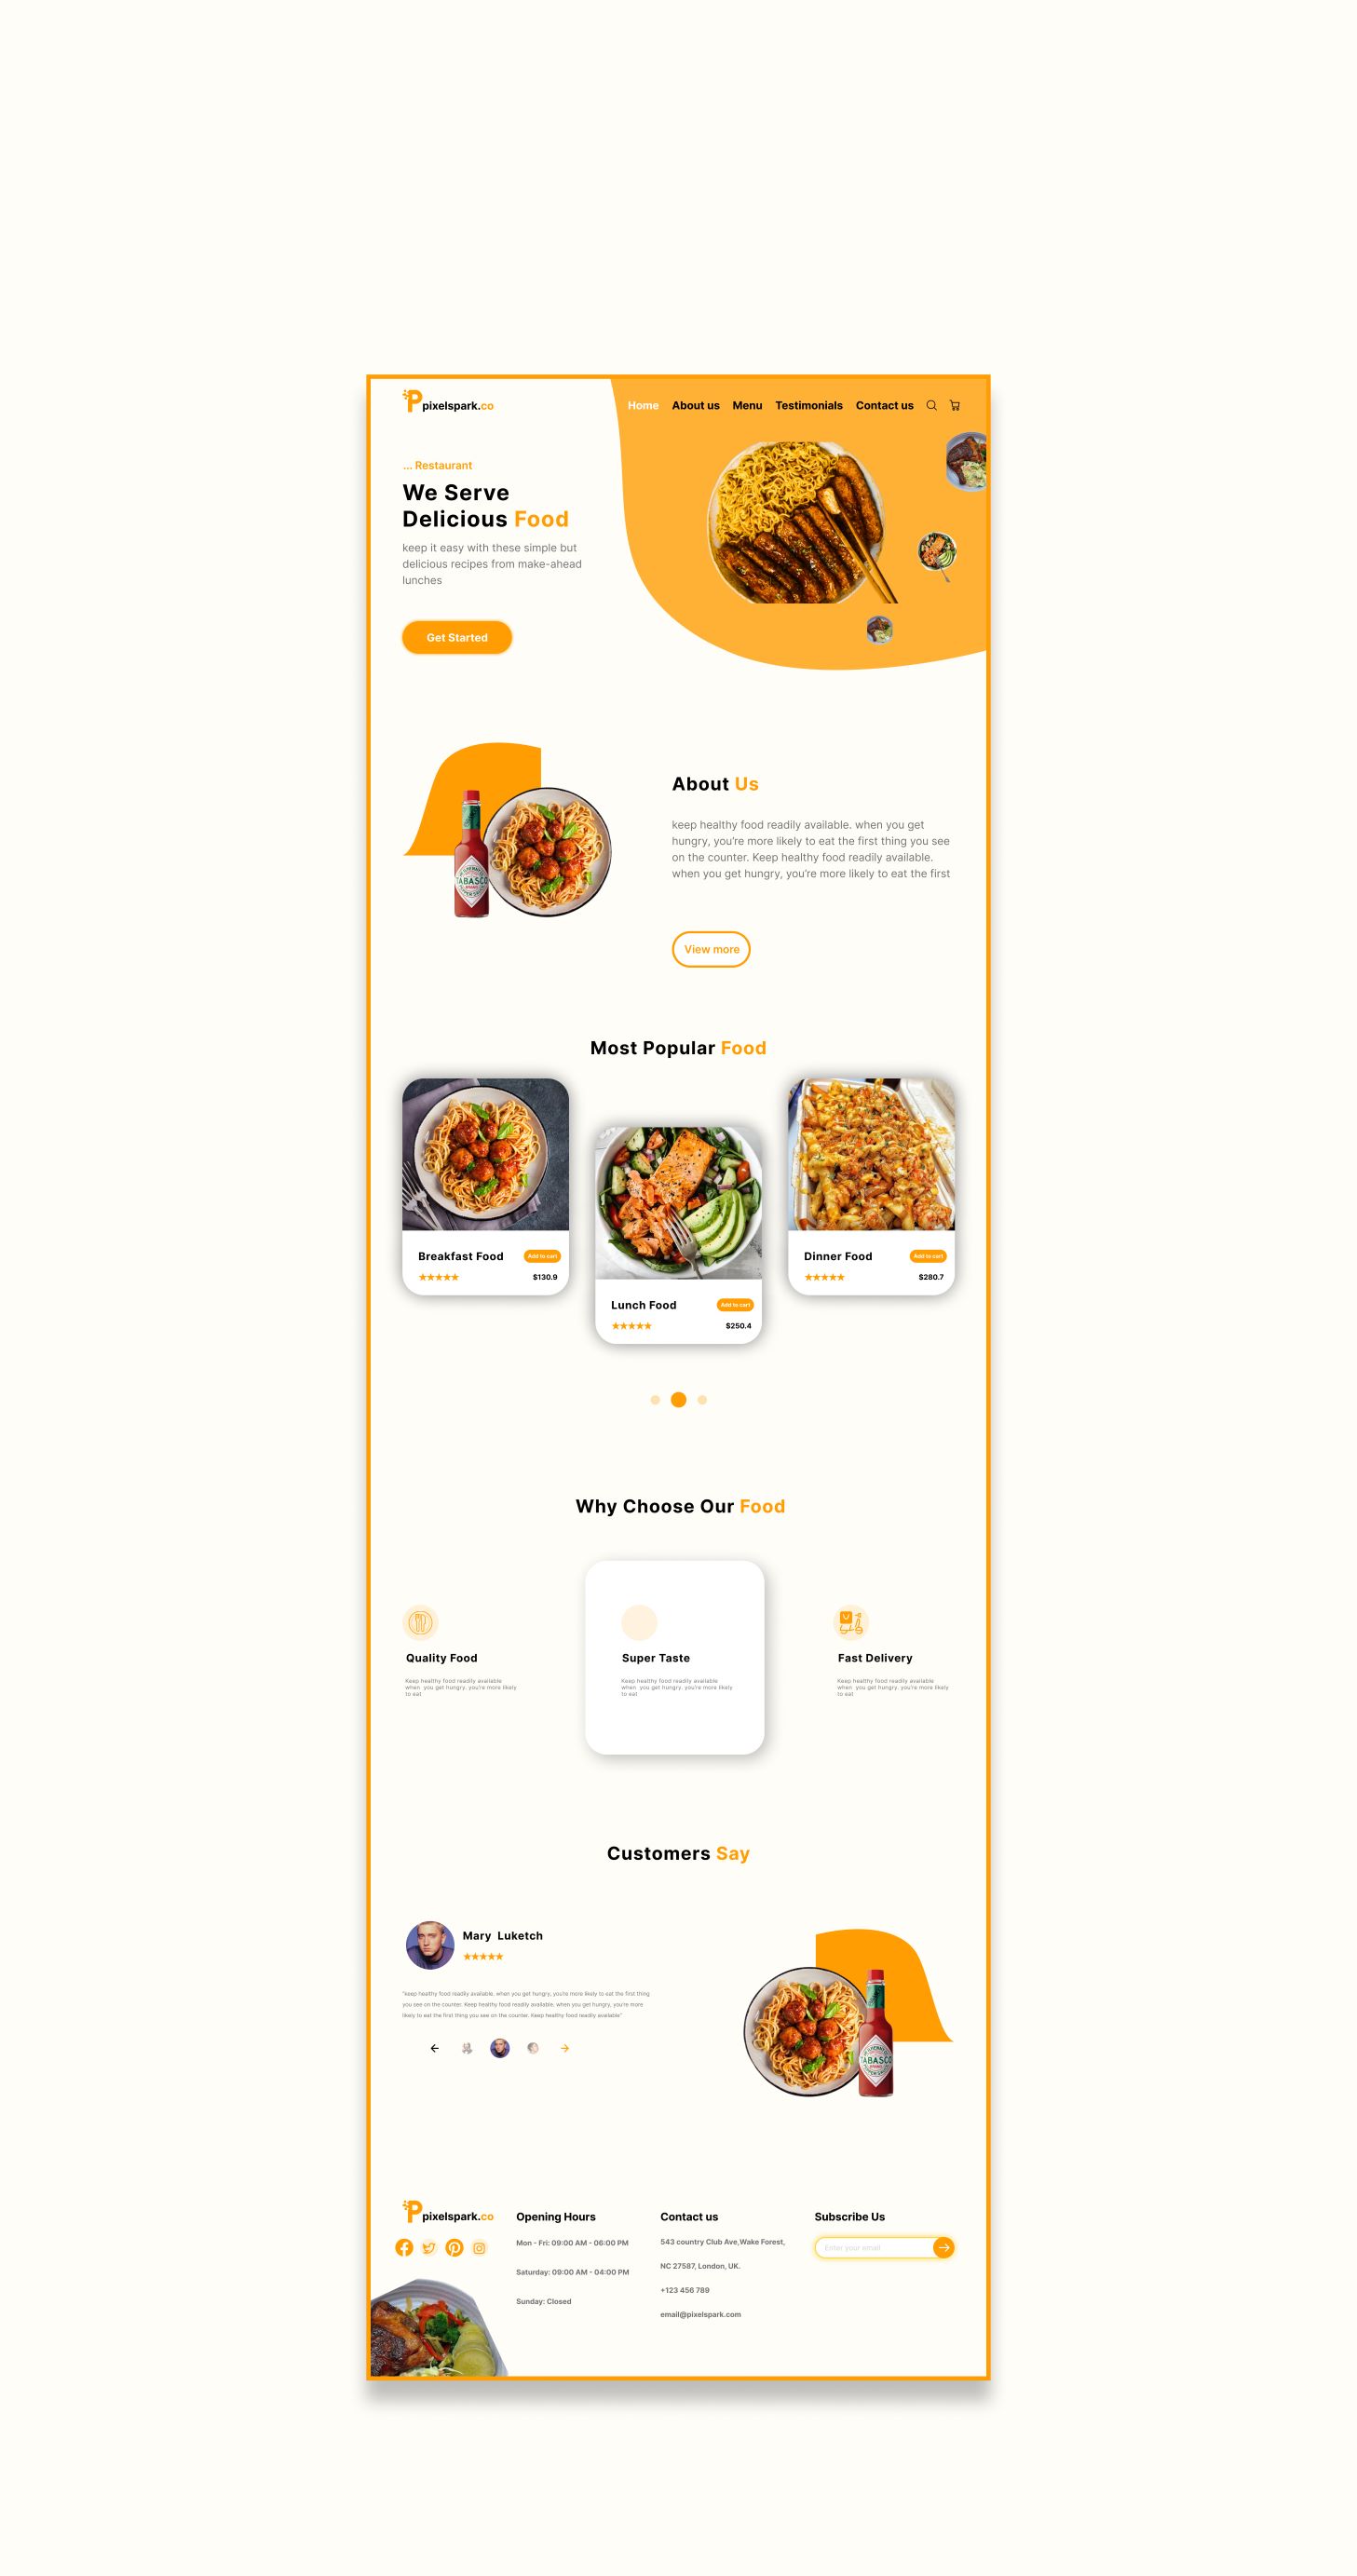 pixelspark.co
Home About us Menu Testimonials Contact us
... Restaurant
We Serve
Delicious Food
keep it easy with these simple but
delicious recipes from make-ahead
lunches
Get Started
About Us
keep healthy food readily available. when you get
hungry, you're more likely to eat the first thing you see
on the counter. Keep healthy food readily available.
when you get hungry, you're more likely to eat the first
TABASCO
View more
Most Popular Food
Breakfast Food Add to cart
$130.9
Lunch Food Add to cart
$250.4
Dinner Food Add to cart
$280.7
Why Choose Our Food
Quality Food
Keep healthy food readily available
when you get hungry. you're more likely
to eat
Super Taste
Keep healthy food readily available
when you get hungry. you're more likely
to eat
Fast Delivery
Keep healthy food readily available
when you get hungry. you're more likely
to eat
Customers Say
Mary Luketch
"keep healthy food readily available. when you get hungry, you're more likely to eat the first thing
you see on the counter. Keep healthy food readily available. when you get hungry, you're more
likely to eat the first thing you see on the counter. Keep healthy food readily available"
TABASCO
pixelspark.co
Opening Hours
Mon - Fri: 09:00 AM - 06:00 PM
Saturday: 09:00 AM - 04:00 PM
Sunday: Closed
Contact us
543 country Club Ave,Wake Forest,
NC 27587, London, UK.
+123 456 789
email@pixelspark.com
Subscribe Us
Enter your email